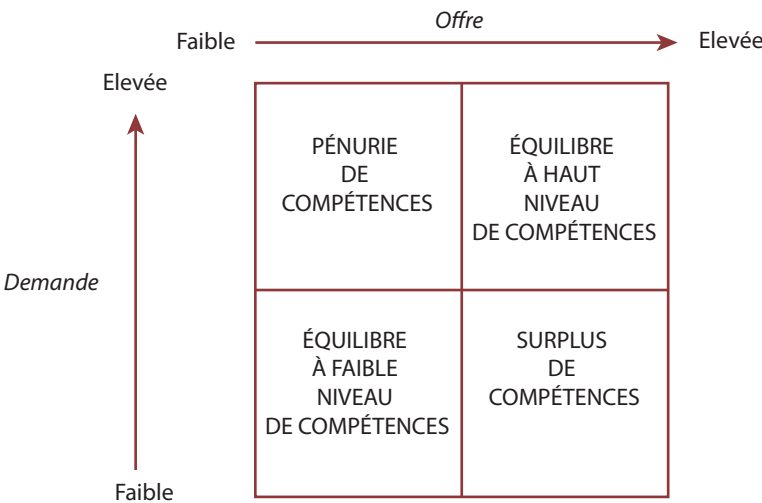 Offre
Faible
Elevée
Elevée
PÉNURIE
DE
COMPÉTENCES
ÉQUILIBRE
À HAUT
NIVEAU
DE COMPÉTENCES
Demande
ÉQUILIBRE
À FAIBLE
NIVEAU
DE COMPÉTENCES
SURPLUS
DE
COMPÉTENCES
Faible